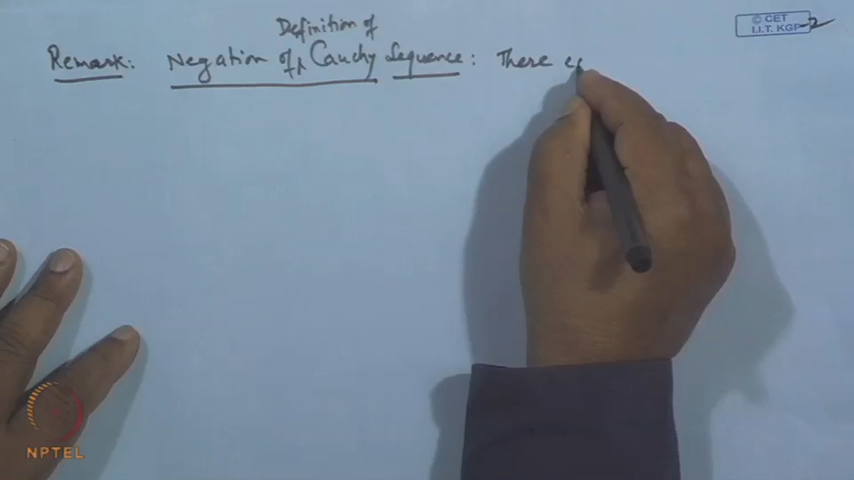 Definition of
Remark: Negation of Cauchy Sequence: There
© CET
I.I.T. KGP
NPTEL